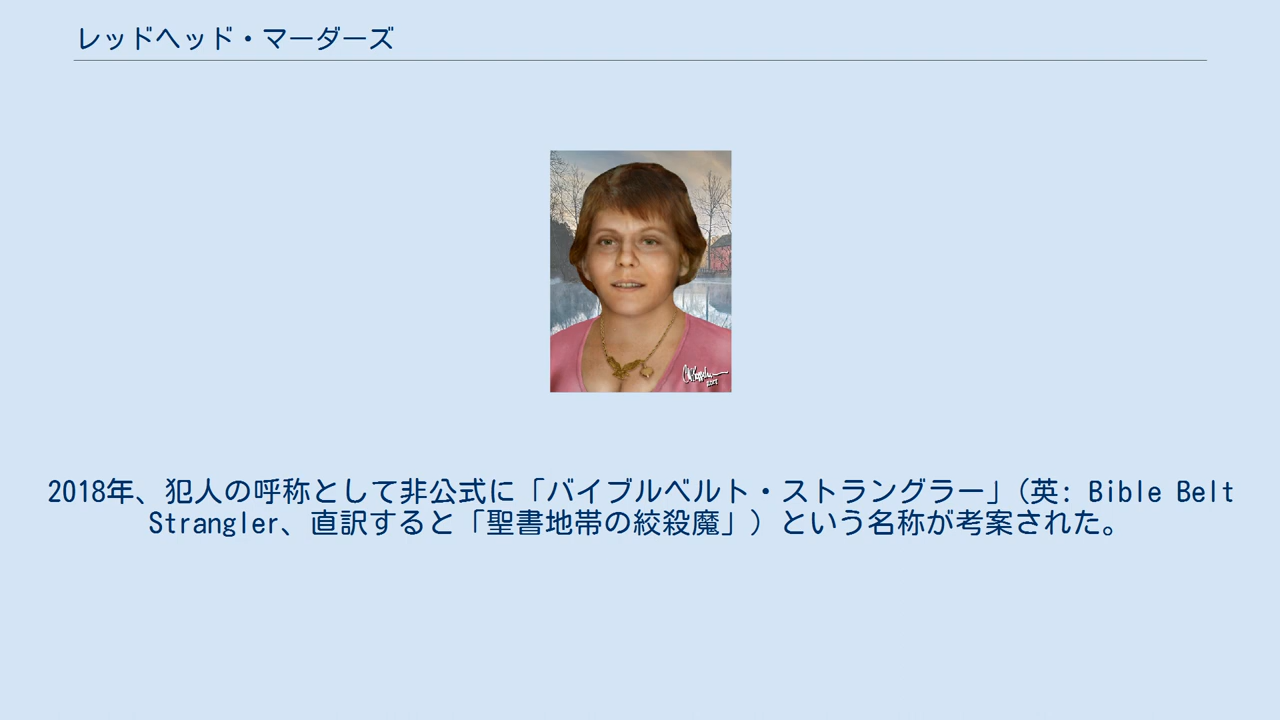 レッドヘッド・マーダーズ
2018年、犯人の呼称として非公式に「バイブルベルト・ストラングラー」（英: Bible Belt
Strangler、直訳すると「聖書地帯の絞殺魔」）という名称が考案された。